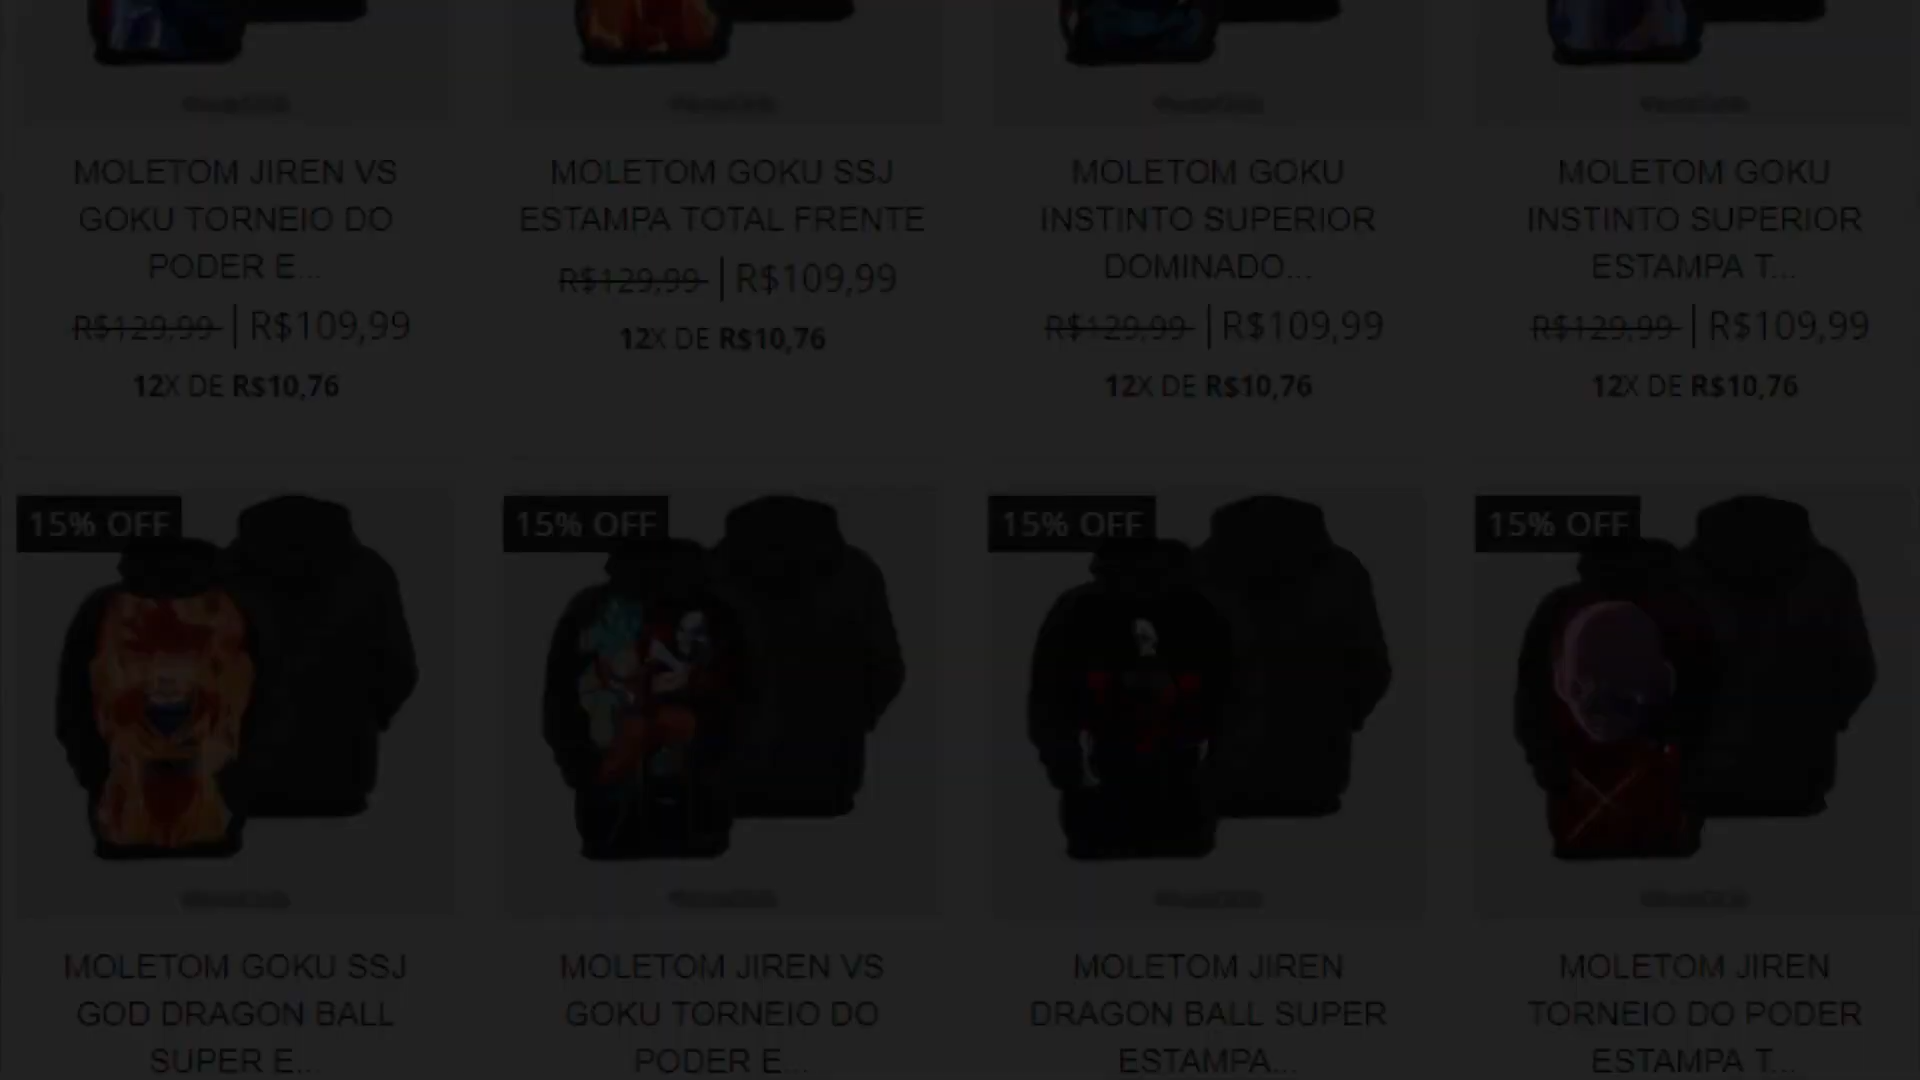 MOLETOM JIREN VS
GOKU TORNEIO DO
PODER E...
R$129,99 | R$109,99
12X DE R$10,76
MOLETOM GOKU SSJ
ESTAMPA TOTAL FRENTE
R$129,99 | R$109,99
12X DE R$10,76
MOLETOM GOKU
INSTINTO SUPERIOR
DOMINADO...
R$129,99 | R$109,99
12X DE R$10,76
MOLETOM GOKU
INSTINTO SUPERIOR
ESTAMPA T...
R$129,99 | R$109,99
12X DE R$10,76
15% OFF
MOLETOM GOKU SSJ
GOD DRAGON BALL
SUPER E...
15% OFF
MOLETOM JIREN VS
GOKU TORNEIO DO
PODER E...
15% OFF
MOLETOM JIREN
DRAGON BALL SUPER
ESTAMPA...
15% OFF
MOLETOM JIREN
TORNEIO DO PODER
ESTAMPA T...